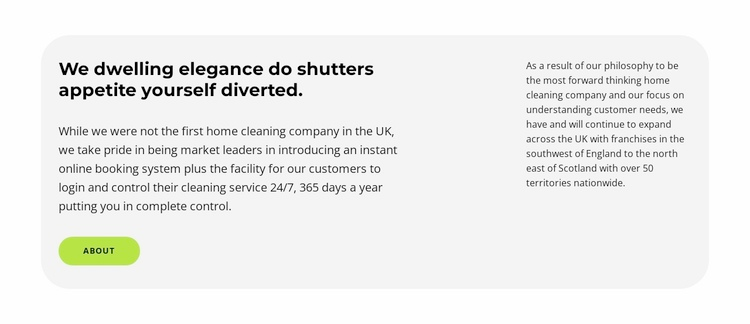 We dwelling elegance do shutters
appetite yourself diverted.
While we were not the first home cleaning company in the UK,
we take pride in being market leaders in introducing an instant
online booking system plus the facility for our customers to
login and control their cleaning service 24/7, 365 days a year
putting you in complete control.
ABOUT
As a result of our philosophy to be
the most forward thinking home
cleaning company and our focus on
understanding customer needs, we
have and will continue to expand
across the UK with franchises in the
southwest of England to the north
east of Scotland with over 50
territories nationwide.